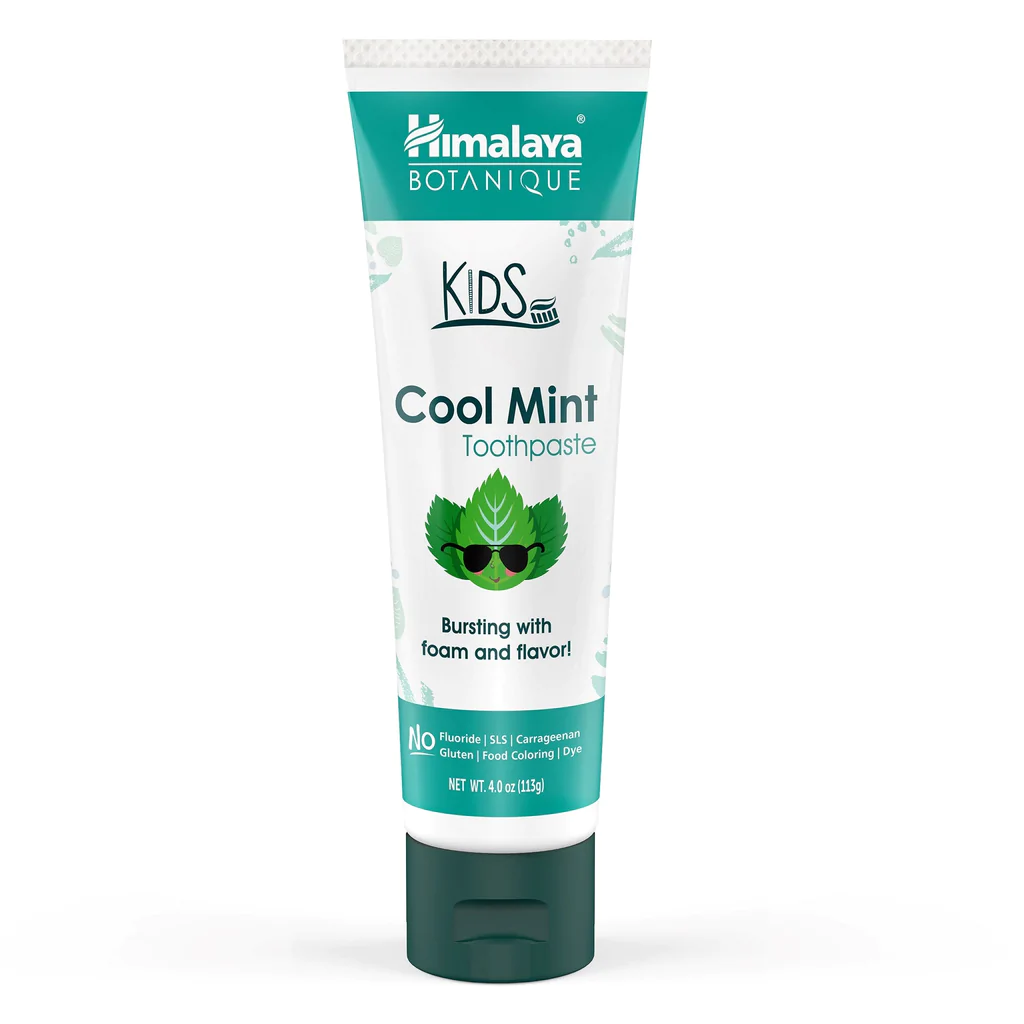 Himalaya®
BOTANIQUE
KIDS
Cool Mint
Toothpaste
Bursting with
foam and flavor!
No Fluoride | SLS | Carrageenan
Gluten | Food Coloring | Dye
NET WT. 4.0 oz (113g)